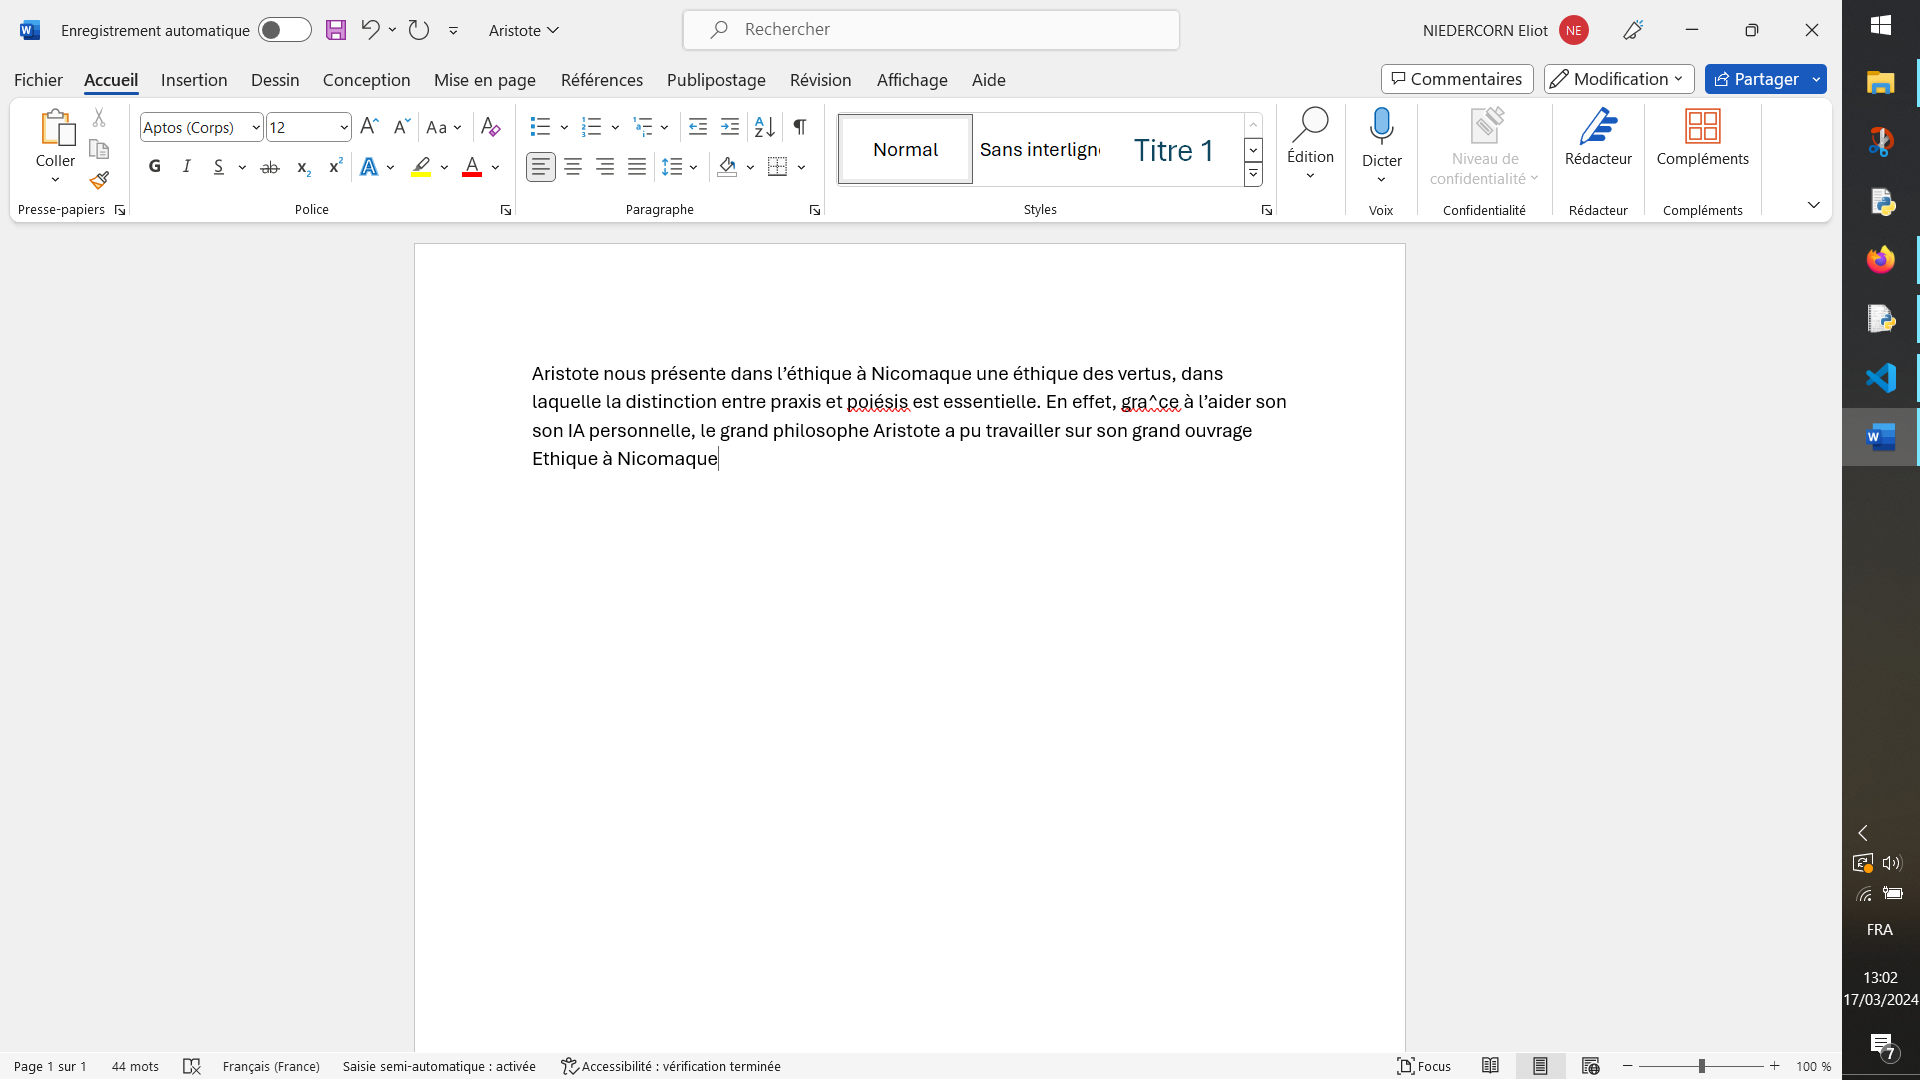 Enregistrement automatique
Aristote
Rechercher
NIEDERCORN Eliot
NE
Fichier Accueil Insertion Dessin Conception Mise en page Références Publipostage Révision Affichage Aide
Commentaires Modification Partager
Coller
Presse-papiers
Aptos (Corps) 12
Aa
G I S ab x₂ x² A A
Police
Paragraphe
Normal Sans interligne Titre 1
Styles
Édition
Dicter
Voix
Niveau de
confidentialité
Confidentialité
Rédacteur
Rédacteur
Compléments
Compléments
Aristote nous présente dans l’éthique à Nicomaque une éthique des vertus, dans
laquelle la distinction entre praxis et poiésis est essentielle. En effet, gra^ce à l’aider son
son IA personnelle, le grand philosophe Aristote a pu travailler sur son grand ouvrage
Ethique à Nicomaque
FRA
13:02
17/03/2024
7
Page 1 sur 1 44 mots Français (France) Saisie semi-automatique : activée Accessibilité : vérification terminée Focus 100 %